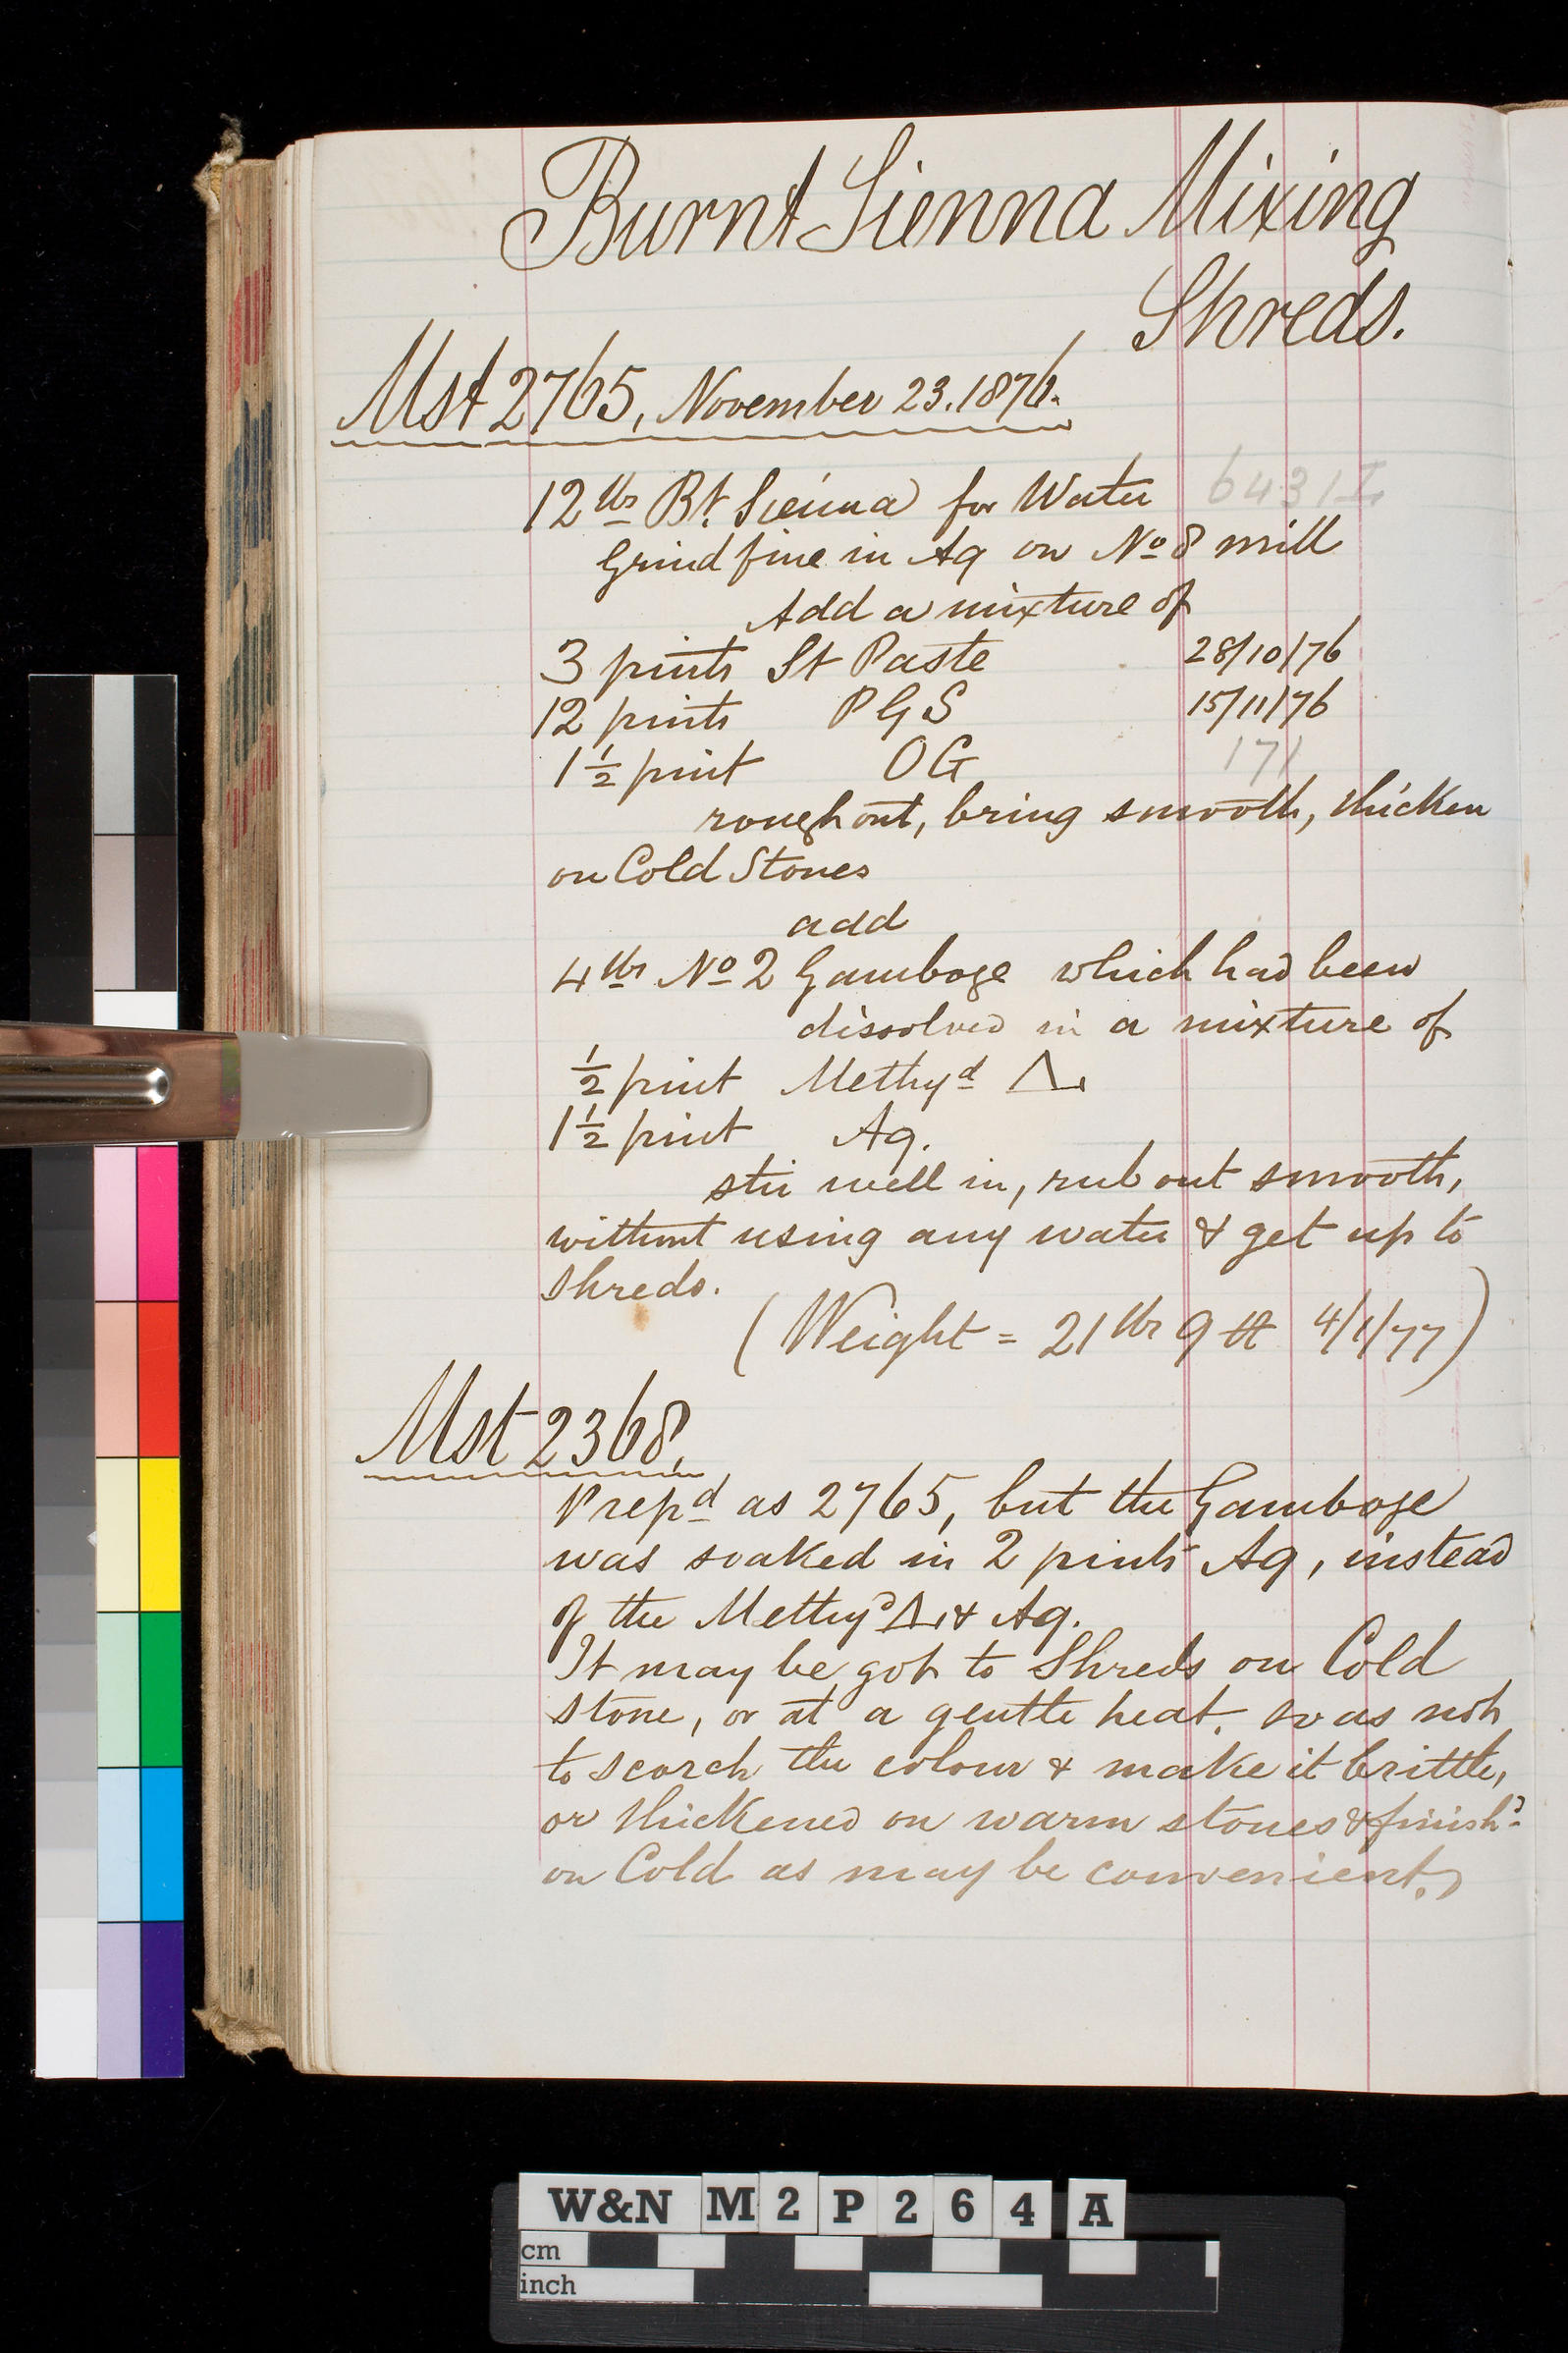 Burnt Sienna Mixing
Shreds.
Mst 2765, November 23. 1876.
12 lbs Bt. Sienna for Water 6431 I.
Grind fine in Aq on No 8 mill
Add a mixture of
3 pints St Paste 28/10/76
12 pints P G S 15/11/76
1 1/2 pint O G 171
rough out, bring smooth, thicken
on Cold Stones
add
4 lbs No 2 Gamboge which had been
dissolved in a mixture of
1/2 pint Methyd
1 1/2 pint Aq.
stir well in, rub out smooth,
without using any water & get up to
shreds.
(Weight = 21 lbs 9 4/1/77)
Mst 2368,
Prepd as 2765, but the Gamboge
was soaked in 2 pints Aq, instead
of the Methyd & Aq.
It may be got to Shreds on Cold
stone, or at a gentle heat, so as not
to scorch the colour & make it brittle,
or thickened on warm stones & finishd
on Cold as may be convenient.
W&N M2P264 A
cm
inch